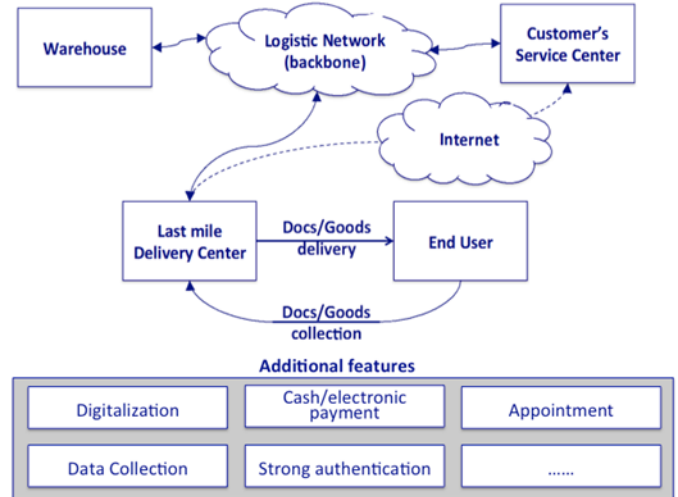 Warehouse
Logistic Network
(backbone)
Customer's
Service Center
Internet
Last mile
Delivery Center
Docs/Goods
delivery
End User
Docs/Goods
collection
Additional features
Digitalization
Cash/electronic
payment
Appointment
Data Collection
Strong authentication
......